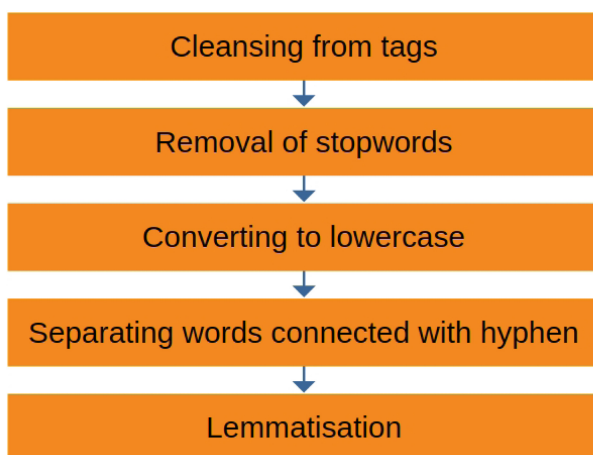 Cleansing from tags
Removal of stopwords
Converting to lowercase
Separating words connected with hyphen
Lemmatisation